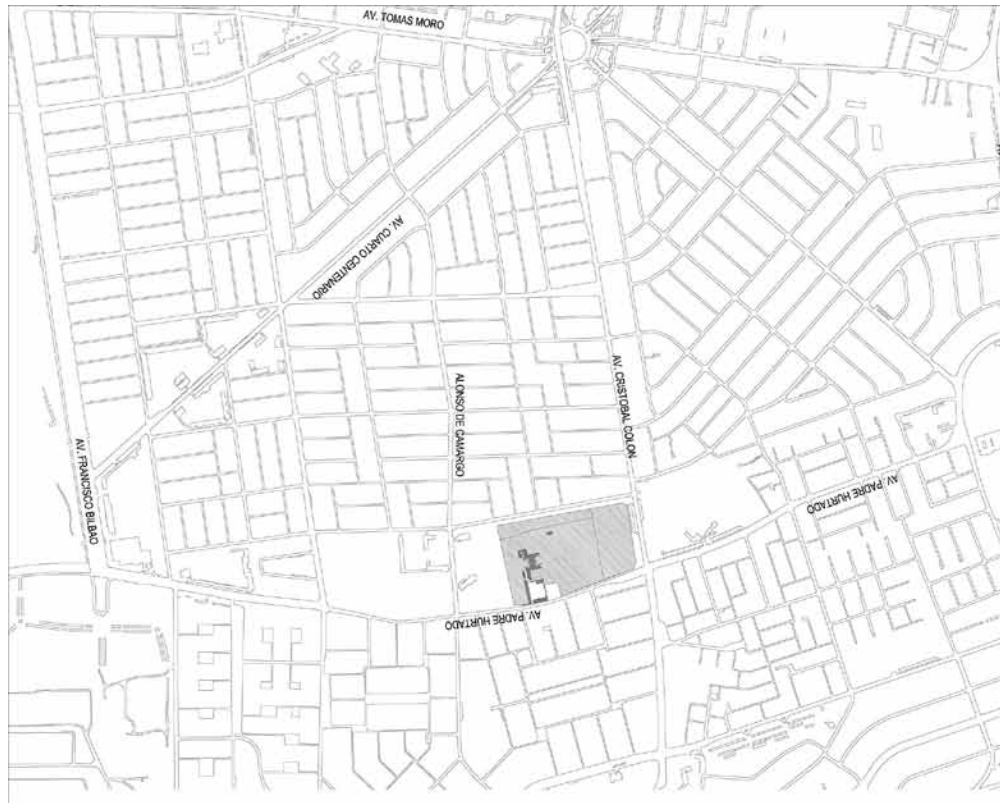 AV. TOMAS MORO
AV. CUARTO CENTENARIO
ALONSO DE CAMARGO
AV. CRISTOBAL COLON
AV. FRANCISCO BILBAO
AV. PADRE HURTADO
AV. PADRE HURTADO